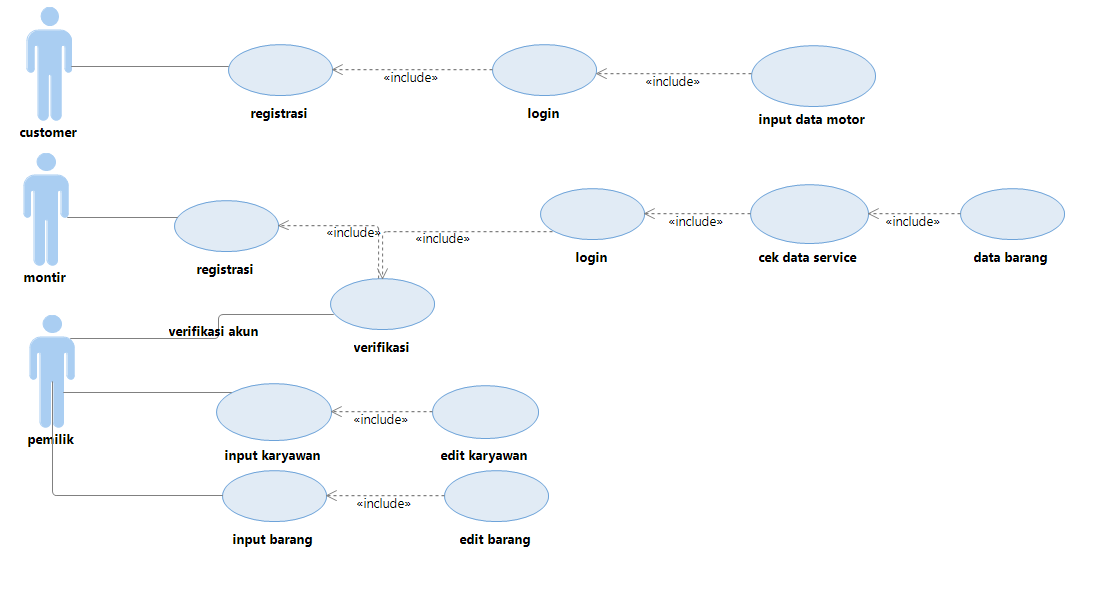 «include»
«include»
registrasi
login
input data motor
customer
«include»
«include»
«include»
«include»
registrasi
login
cek data service
data barang
montir
verifikasi akun
verifikasi
«include»
pemilik
input karyawan
edit karyawan
«include»
input barang
edit barang